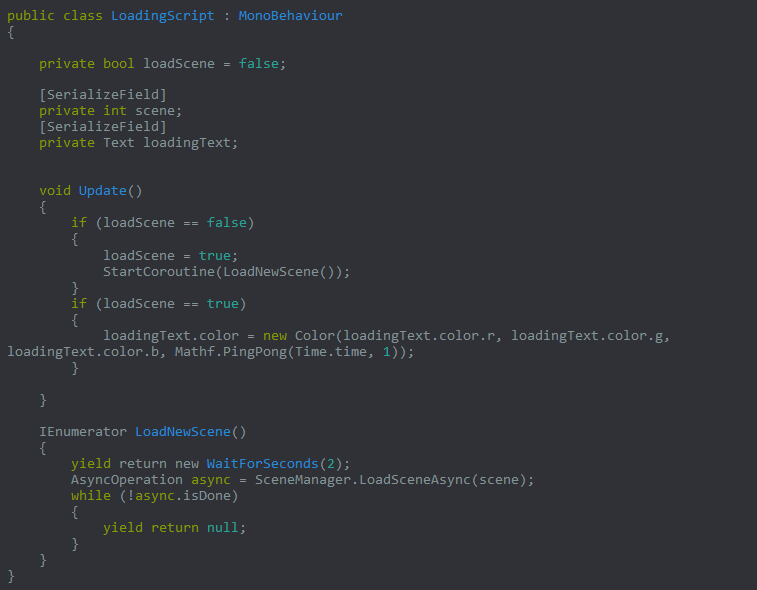 public class LoadingScript : MonoBehaviour
{

    private bool loadScene = false;

    [SerializeField]
    private int scene;
    [SerializeField]
    private Text loadingText;


    void Update()
    {
        if (loadScene == false)
        {
            loadScene = true;
            StartCoroutine(LoadNewScene());
        }
        if (loadScene == true)
        {
            loadingText.color = new Color(loadingText.color.r, loadingText.color.g,
loadingText.color.b, Mathf.PingPong(Time.time, 1));
        }

    }

    IEnumerator LoadNewScene()
    {
        yield return new WaitForSeconds(2);
        AsyncOperation async = SceneManager.LoadSceneAsync(scene);
        while (!async.isDone)
        {
            yield return null;
        }
    }
}